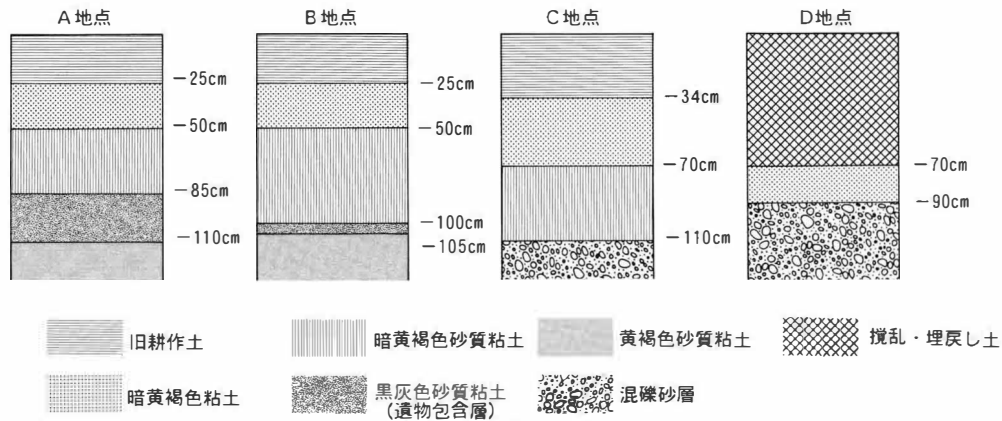 A地点
B地点
C地点
D地点
−25cm
−50cm
−85cm
−110cm
−25cm
−50cm
−100cm
−105cm
−34cm
−70cm
−110cm
−70cm
−90cm
旧耕作土
暗黄褐色砂質粘土
黄褐色砂質粘土
撹乱・埋戻し土
暗黄褐色粘土
黒灰色砂質粘土
(遺物包含層)
混礫砂層